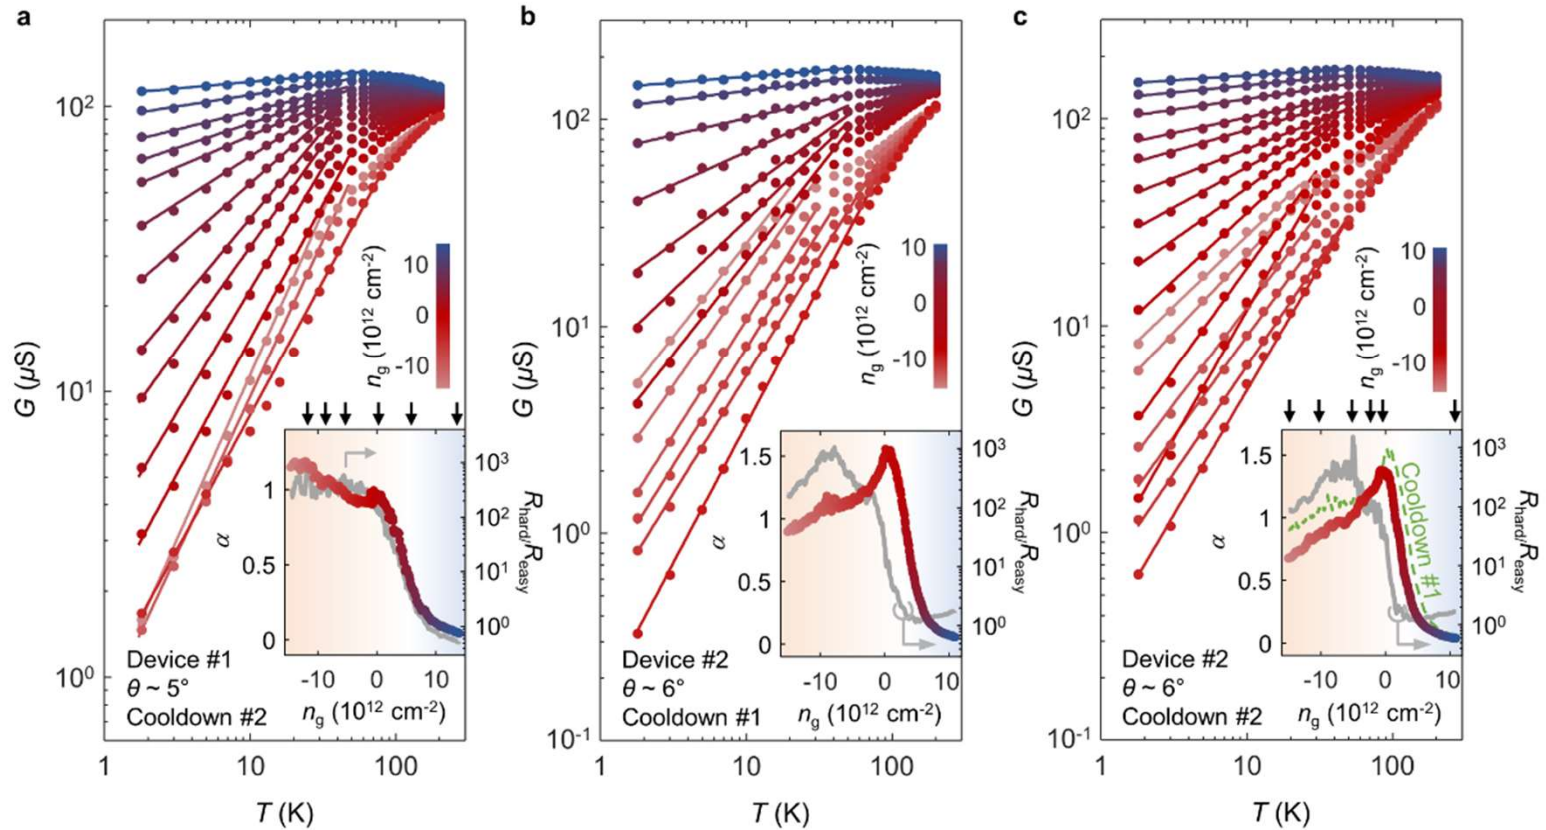 a
G (µS)
10²
10¹
10⁰
1
10
100
T (K)
10
0
-10
n_g (10¹² cm⁻²)
1
0.5
0
α
10³
10²
10¹
10⁰
R_hard/R_easy
-10
0
10
n_g (10¹² cm⁻²)
Device #1
θ ~ 5°
Cooldown #2
b
G (µS)
10²
10¹
10⁰
10⁻¹
1
10
100
T (K)
10
0
-10
n_g (10¹² cm⁻²)
1.5
1
0.5
0
α
10³
10²
10¹
10⁰
R_hard/R_easy
-10
0
10
n_g (10¹² cm⁻²)
Device #2
θ ~ 6°
Cooldown #1
c
G (µS)
10²
10¹
10⁰
10⁻¹
1
10
100
T (K)
10
0
-10
n_g (10¹² cm⁻²)
1.5
1
0.5
0
α
Cooldown #1
10³
10²
10¹
10⁰
R_hard/R_easy
-10
0
10
n_g (10¹² cm⁻²)
Device #2
θ ~ 6°
Cooldown #2